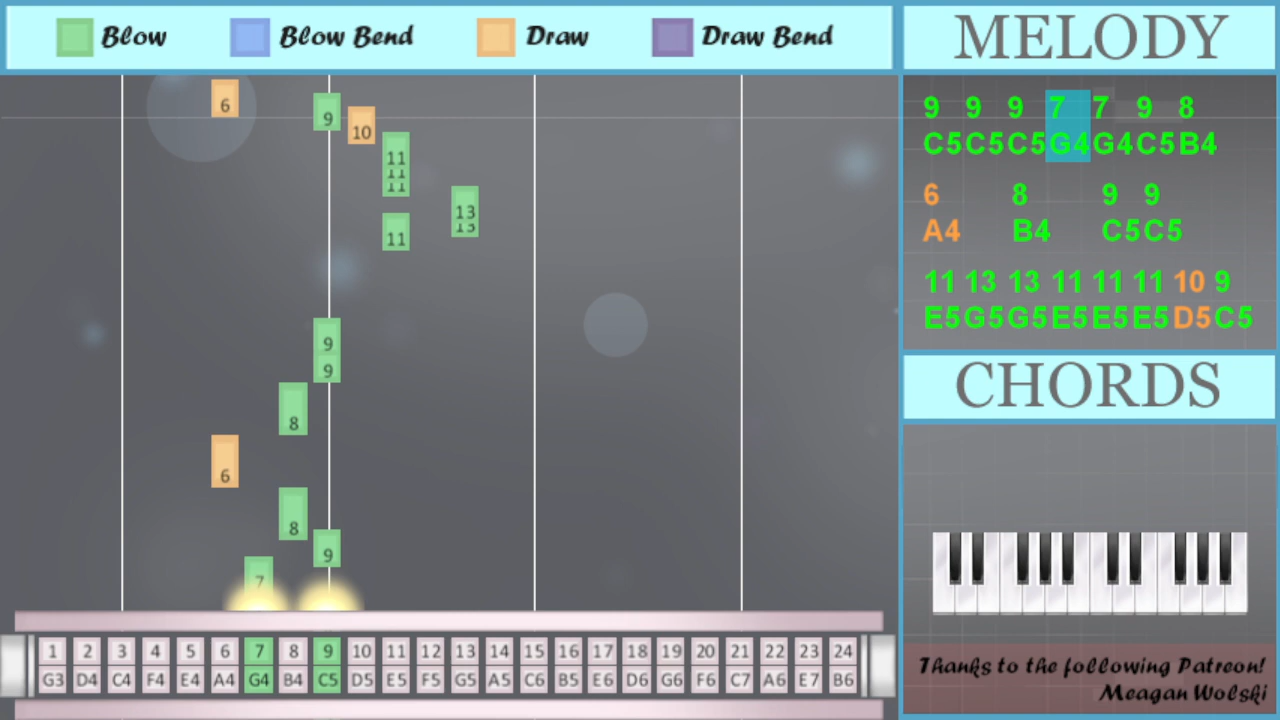 Blow Blow Bend Draw Draw Bend
MELODY
9 9 9 7 7 9 8
C5 C5 C5 G4 G4 C5 B4
6 8 9 9
A4 B4 C5 C5
11 13 13 11 11 11 10 9
E5 G5 G5 E5 E5 E5 D5 C5
CHORDS
Thanks to the following Patreon!
Meagan Wolski
6
9
10
11
11
11
13
13
11
9
9
8
6
8
9
7
1 2 3 4 5 6 7 8 9 10 11 12 13 14 15 16 17 18 19 20 21 22 23 24
G3 D4 C4 F4 E4 A4 G4 B4 C5 D5 E5 F5 G5 A5 C6 B5 E6 D6 G6 F6 C7 A6 E7 B6